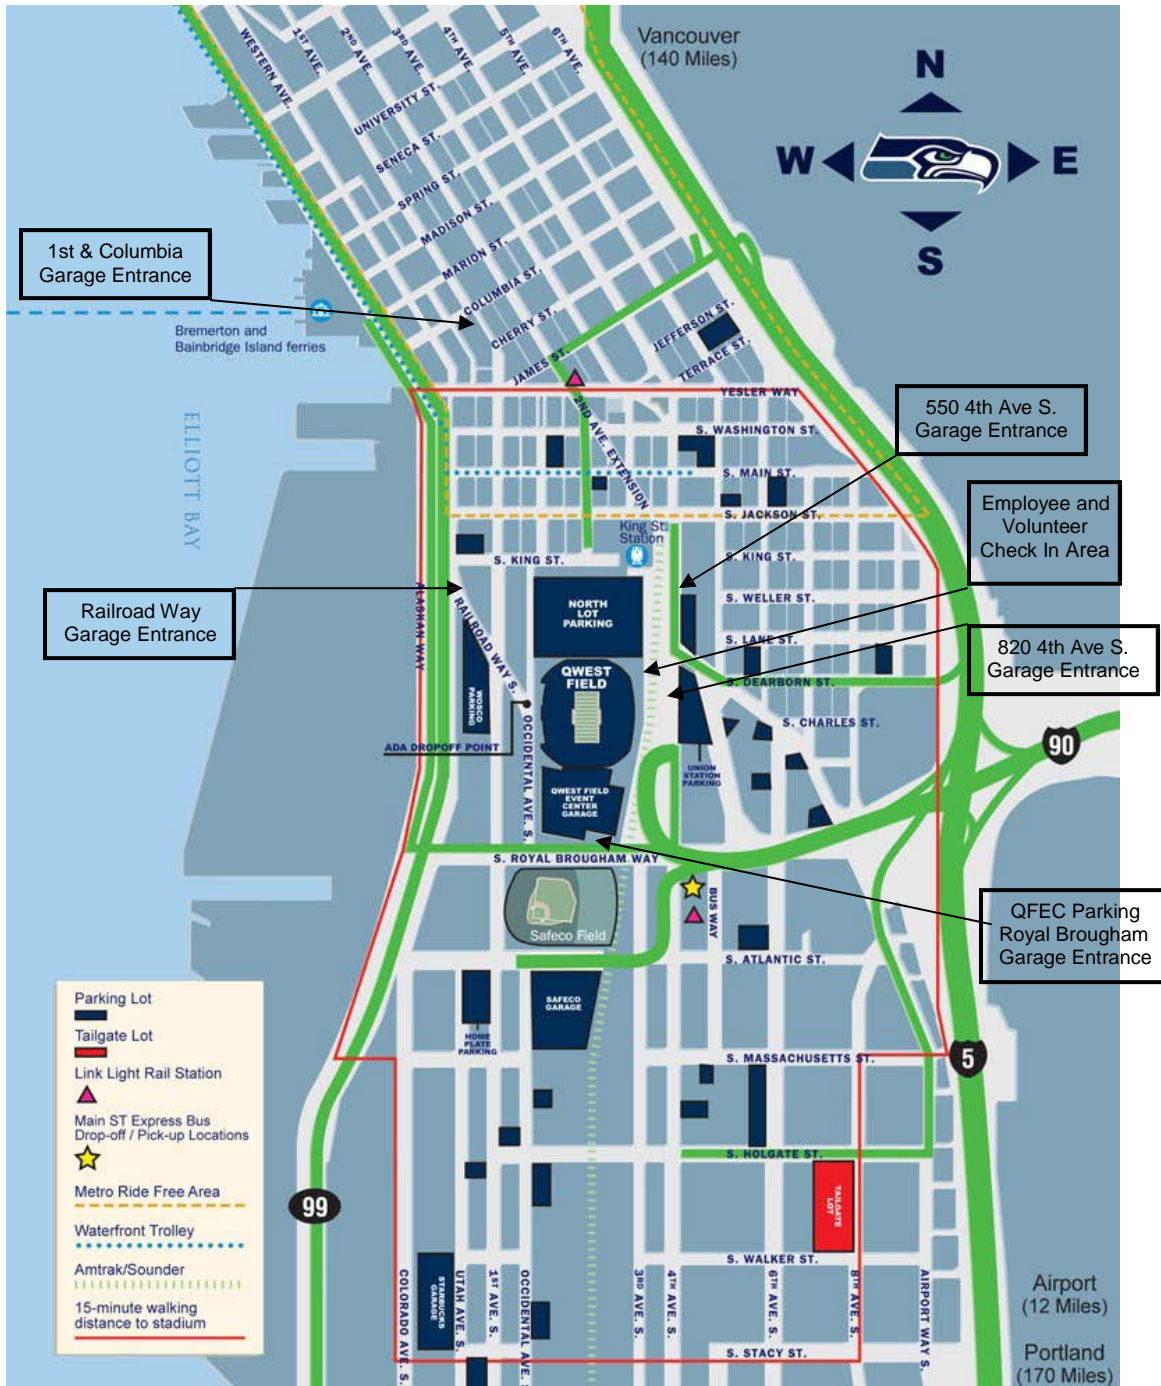 Vancouver
(140 Miles)
N
W
E
S
WESTERN AVE.
1ST AVE.
2ND AVE.
3RD AVE.
4TH AVE.
5TH AVE.
6TH AVE.
UNIVERSITY ST.
SENECA ST.
SPRING ST.
MADISON ST.
MARION ST.
COLUMBIA ST.
CHERRY ST.
JAMES ST.
JEFFERSON ST.
TERRACE ST.
1st & Columbia
Garage Entrance
Bremerton and
Bainbridge Island ferries
ELLIOTT BAY
YESLER WAY
2ND AVE. EXTENSION
S. WASHINGTON ST.
S. MAIN ST.
S. JACKSON ST.
550 4th Ave S.
Garage Entrance
Employee and
Volunteer
Check In Area
King St.
Station
S. KING ST.
S. KING ST.
Railroad Way
Garage Entrance
ALASKAN WAY
RAILROAD WAY S.
NORTH
LOT
PARKING
S. WELLER ST.
S. LANE ST.
820 4th Ave S.
Garage Entrance
QWEST
FIELD
S. DEARBORN ST.
WOSCO
PARKING
OCCIDENTAL AVE. S.
S. CHARLES ST.
ADA DROPOFF POINT
UNION
STATION
PARKING
90
QWEST FIELD
EVENT
CENTER
GARAGE
S. ROYAL BROUGHAM WAY
BUS WAY
QFEC Parking
Royal Brougham
Garage Entrance
Safeco Field
S. ATLANTIC ST.
SAFECO
GARAGE
HOME
PLATE
PARKING
S. MASSACHUSETTS ST.
5
S. HOLGATE ST.
TAILGATE
LOT
99
S. WALKER ST.
COLORADO AVE. S.
STARBUCKS
GARAGE
UTAH AVE. S.
1ST AVE. S.
OCCIDENTAL AVE. S.
3RD AVE. S.
4TH AVE. S.
6TH AVE. S.
8TH AVE. S.
AIRPORT WAY S.
S. STACY ST.
Airport
(12 Miles)
Portland
(170 Miles)
Parking Lot
Tailgate Lot
Link Light Rail Station
Main ST Express Bus
Drop-off / Pick-up Locations
Metro Ride Free Area
Waterfront Trolley
Amtrak/Sounder
15-minute walking
distance to stadium